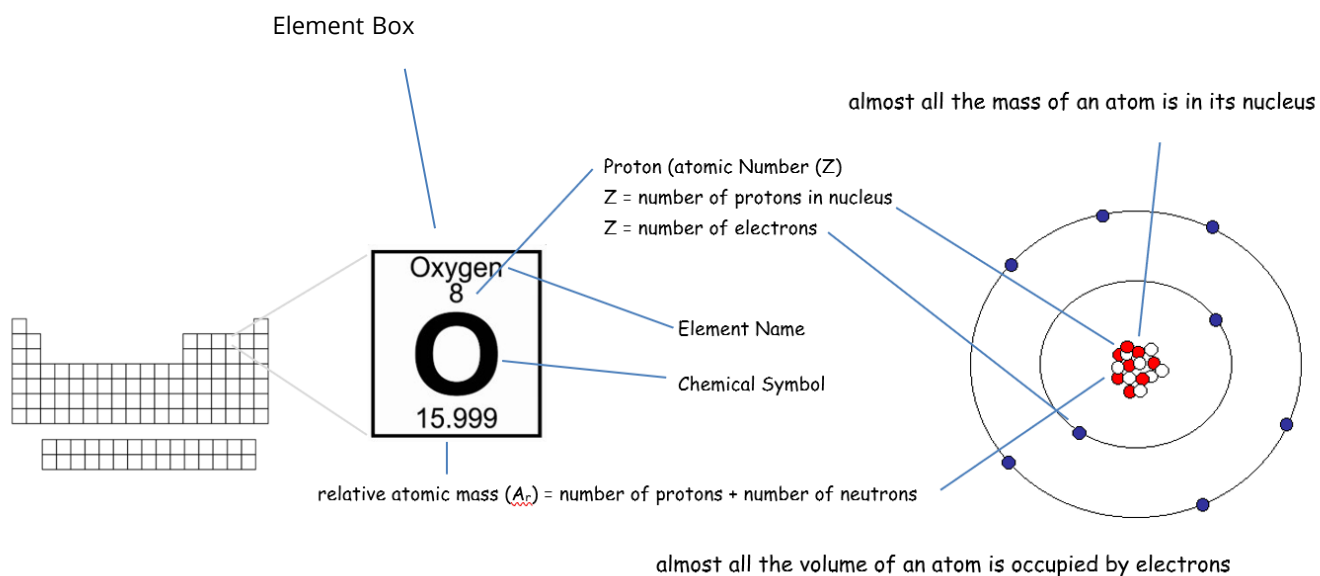 Element Box
almost all the mass of an atom is in its nucleus
Proton (atomic Number (Z)
Z = number of protons in nucleus
Z = number of electrons
Oxygen
8
O
15.999
Element Name
Chemical Symbol
relative atomic mass (Aᵣ) = number of protons + number of neutrons
almost all the volume of an atom is occupied by electrons